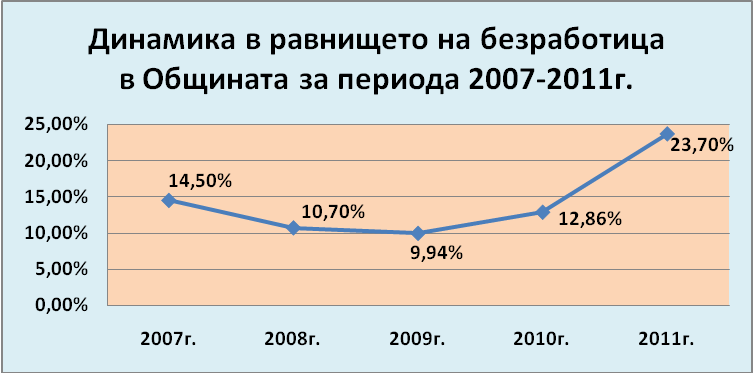 Динамика в равнището на безработица
в Общината за периода 2007-2011г.
25,00%
20,00%
15,00%
10,00%
5,00%
0,00%
14,50%
10,70%
9,94%
12,86%
23,70%
2007г.
2008г.
2009г.
2010г.
2011г.